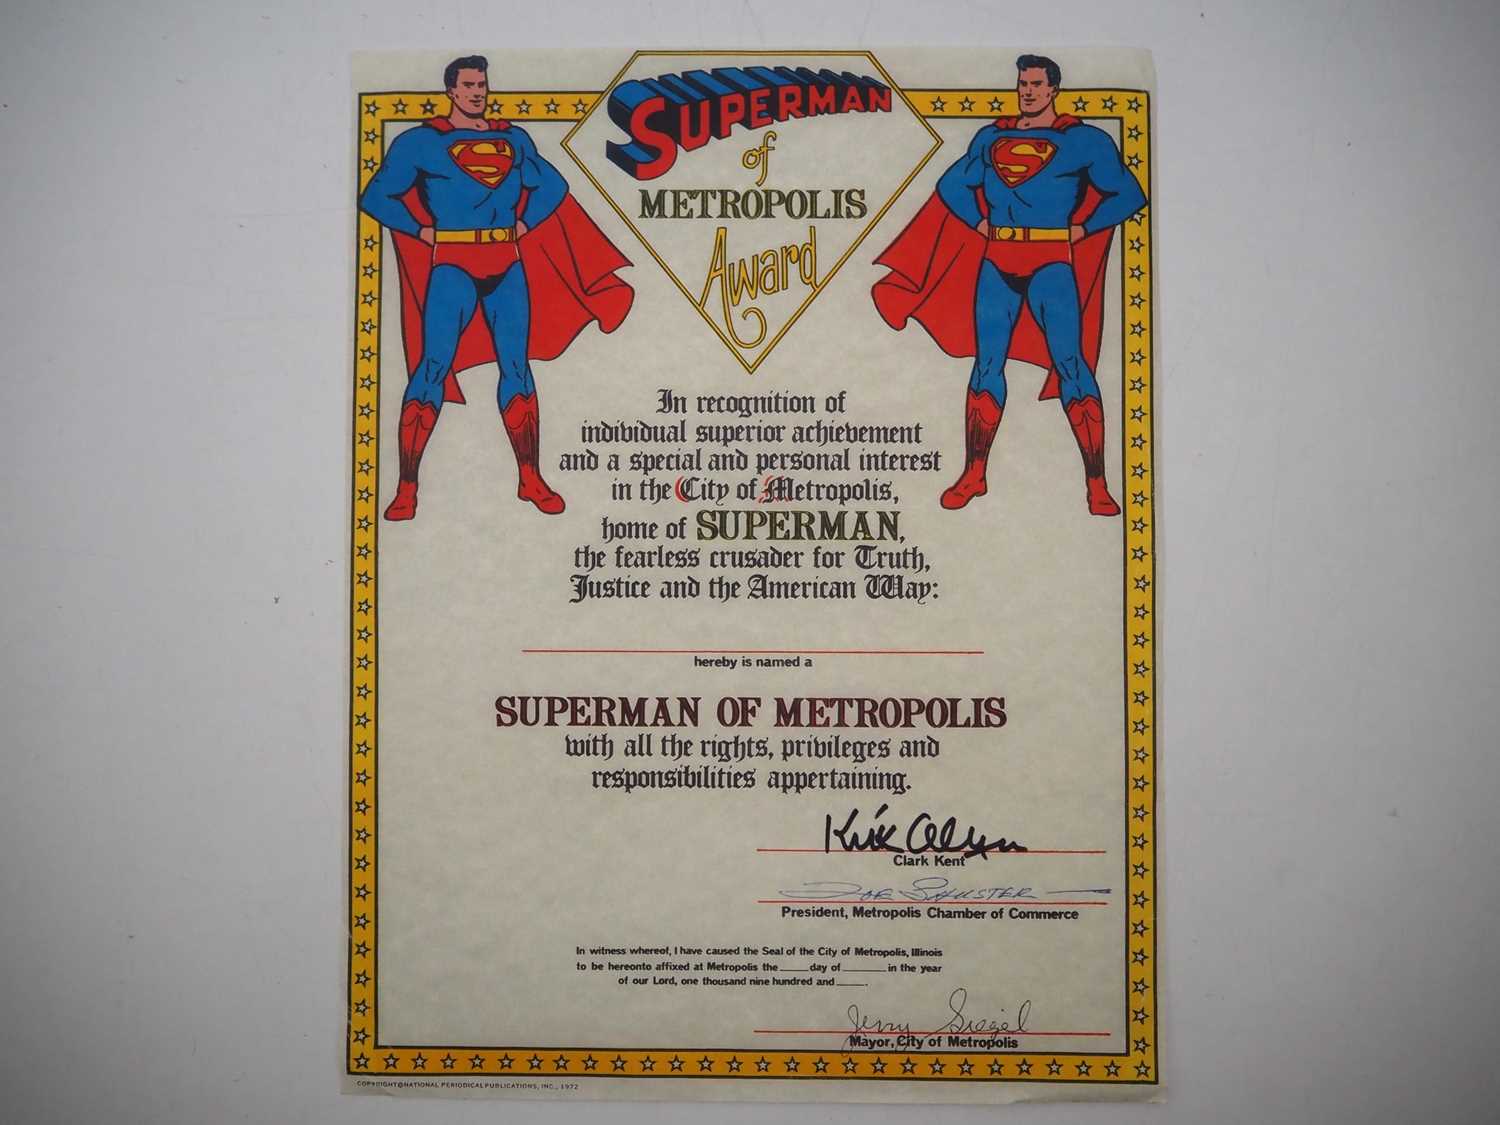 SUPERMAN
of
METROPOLIS
Award
In recognition of
individual superior achievement
and a special and personal interest
in the City of Metropolis,
home of SUPERMAN,
the fearless crusader for Truth,
Justice and the American Way:
hereby is named a
SUPERMAN OF METROPOLIS
with all the rights, privileges and
responsibilities appertaining.
Kirk Alyn
Clark Kent
JOE SHUSTER
President, Metropolis Chamber of Commerce
In witness whereof, I have caused the Seal of the City of Metropolis, Illinois
to be hereonto affixed at Metropolis the ____ day of ______ in the year
of our Lord, one thousand nine hundred and ____.
Jerry Siegel
Mayor, City of Metropolis
COPYRIGHT © NATIONAL PERIODICAL PUBLICATIONS, INC., 1972